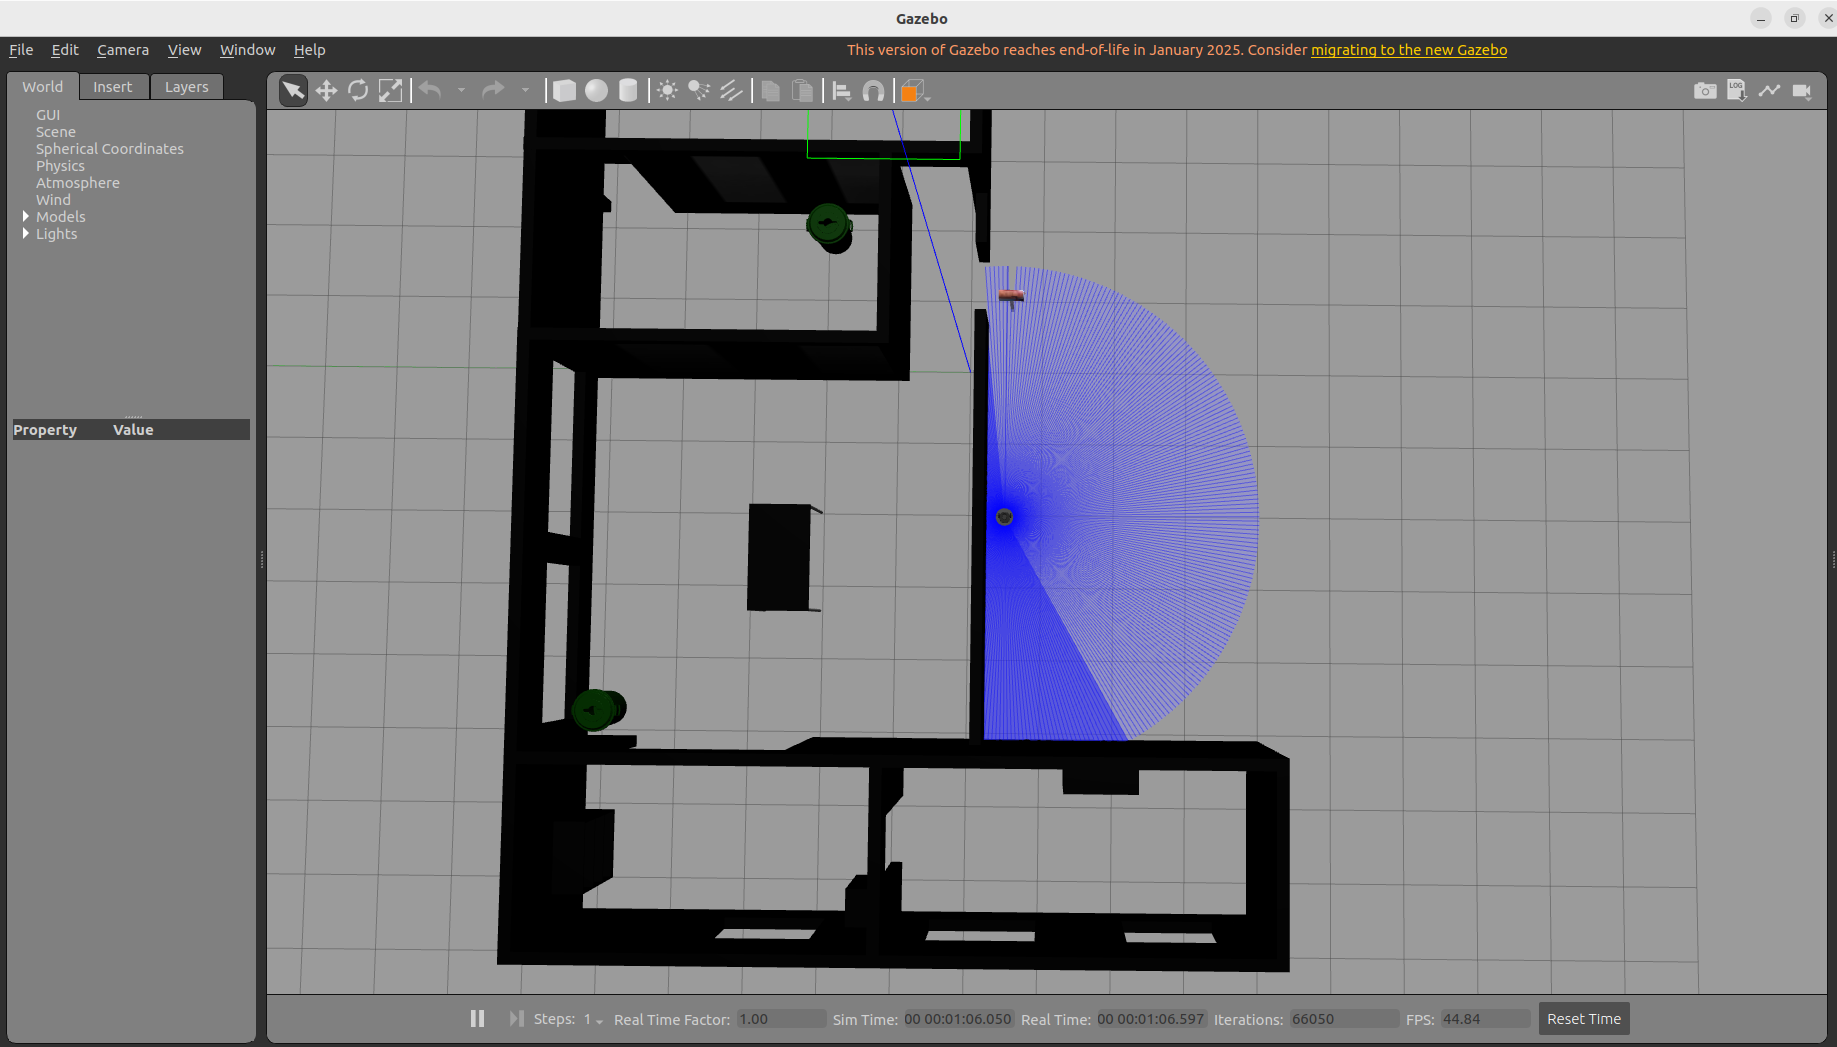 Gazebo
File Edit Camera View Window Help
This version of Gazebo reaches end-of-life in January 2025. Consider migrating to the new Gazebo
World Insert Layers
LOG
GUI
Scene
Spherical Coordinates
Physics
Atmosphere
Wind
Models
Lights
Property Value
Steps: 1 Real Time Factor: 1.00 Sim Time: 00 00:01:06.050 Real Time: 00 00:01:06.597 Iterations: 66050 FPS: 44.84 Reset Time